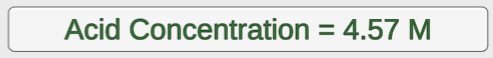 Acid Concentration = 4.57 M